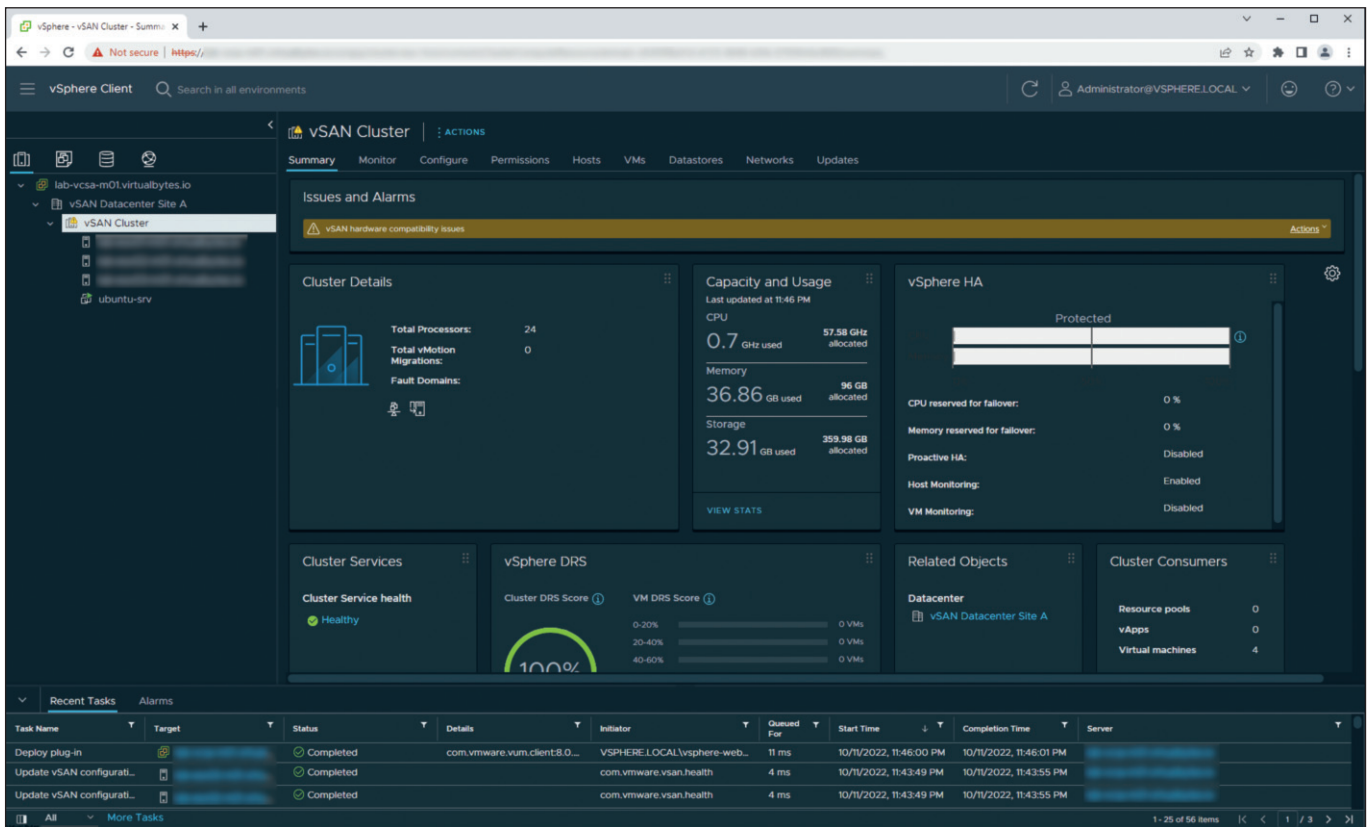 vSphere - vSAN Cluster - Summa
Not secure | https:/
vSphere Client
Search in all environments
Administrator@VSPHERE.LOCAL
vSAN Cluster
ACTIONS
Summary Monitor Configure Permissions Hosts VMs Datastores Networks Updates
lab-vcsa-m01.virtualbytes.io
vSAN Datacenter Site A
vSAN Cluster
ubuntu-srv
Issues and Alarms
vSAN hardware compatibility issues
Actions
Cluster Details
Total Processors: 24
Total vMotion Migrations: 0
Fault Domains:
Capacity and Usage
Last updated at 11:46 PM
CPU
0.7 GHz used
57.58 GHz allocated
Memory
36.86 GB used
96 GB allocated
Storage
32.91 GB used
359.98 GB allocated
VIEW STATS
vSphere HA
Protected
CPU reserved for failover: 0 %
Memory reserved for failover: 0 %
Proactive HA: Disabled
Host Monitoring: Enabled
VM Monitoring: Disabled
Cluster Services
Cluster Service health
Healthy
vSphere DRS
Cluster DRS Score
100%
VM DRS Score
0-20% 0 VMs
20-40% 0 VMs
40-60% 0 VMs
Related Objects
Datacenter
vSAN Datacenter Site A
Cluster Consumers
Resource pools 0
vApps 0
Virtual machines 4
Recent Tasks Alarms
Task Name Target Status Details Initiator Queued For Start Time Completion Time Server
Deploy plug-in Completed com.vmware.vum.client:8.0.... VSPHERE.LOCAL\vsphere-web... 11 ms 10/11/2022, 11:46:00 PM 10/11/2022, 11:46:01 PM
Update vSAN configurati... Completed com.vmware.vsan.health 4 ms 10/11/2022, 11:43:49 PM 10/11/2022, 11:43:55 PM
Update vSAN configurati... Completed com.vmware.vsan.health 4 ms 10/11/2022, 11:43:49 PM 10/11/2022, 11:43:55 PM
All More Tasks
1 - 25 of 56 items 1 / 3